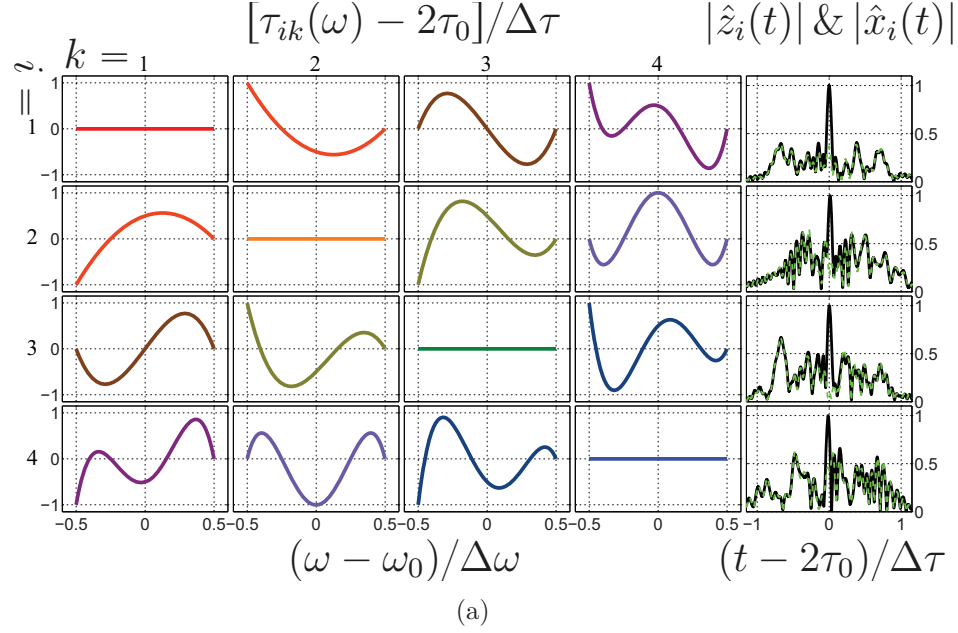 [τ_{ik}(ω) − 2τ_0]/Δτ |ẑ_i(t)| & |x̂_i(t)|
k =
1 2 3 4
i =
1 1 0 −1 1 0.5 0
2 1 0 −1 1 0.5 0
3 1 0 −1 1 0.5 0
4 1 0 −1 1 0.5 0
−0.5 0 0.5 −0.5 0 0.5 −0.5 0 0.5 −0.5 0 0.5 −1 0 1
(ω − ω_0)/Δω (t − 2τ_0)/Δτ
(a)